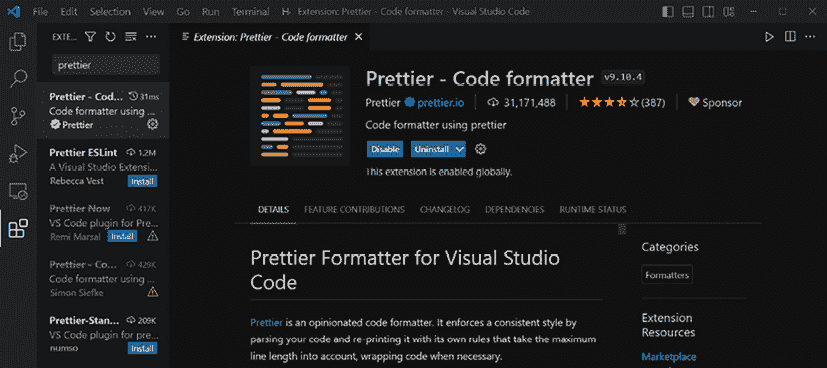 File Edit Selection View Go Run Terminal Extension: Prettier - Code formatter - Visual Studio Code
EXTE...
prettier
Prettier - Cod... 31ms
Code formatter using ...
Prettier
Prettier ESLint 1.2M
A Visual Studio Extensi...
Rebecca Vest Install
Prettier Now 417K
VS Code plugin for Pre...
Remi Marsal Install
Prettier - Co... 429K
Code formatter using ...
Simon Siefke
Prettier-Stan... 209K
VS Code plugin for pre...
numso Install
Extension: Prettier - Code formatter
Prettier - Code formatter v9.10.4
Prettier prettier.io 31,171,488 (387) Sponsor
Code formatter using prettier
Disable Uninstall
This extension is enabled globally.
DETAILS FEATURE CONTRIBUTIONS CHANGELOG DEPENDENCIES RUNTIME STATUS
Prettier Formatter for Visual Studio
Code
Prettier is an opinionated code formatter. It enforces a consistent style by
parsing your code and re-printing it with its own rules that take the maximum
line length into account, wrapping code when necessary.
Categories
Formatters
Extension
Resources
Marketplace